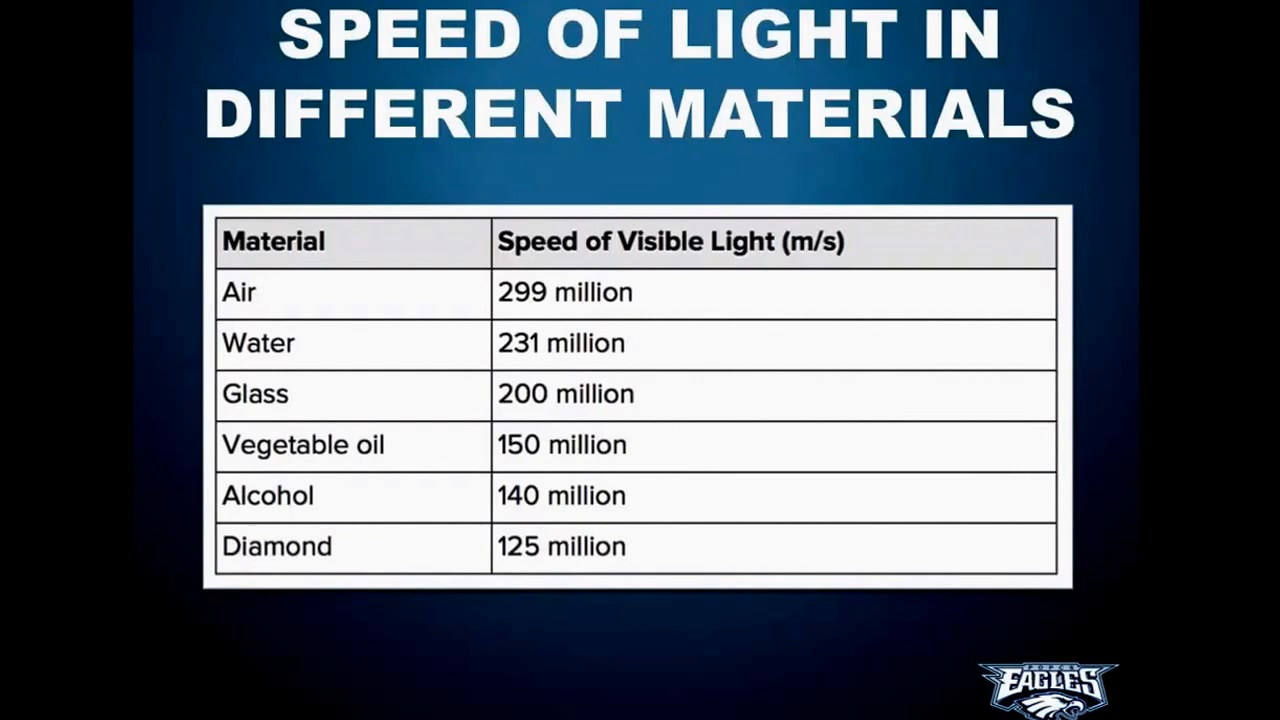 SPEED OF LIGHT IN
DIFFERENT MATERIALS
Material Speed of Visible Light (m/s)
Air 299 million
Water 231 million
Glass 200 million
Vegetable oil 150 million
Alcohol 140 million
Diamond 125 million
EAGLES